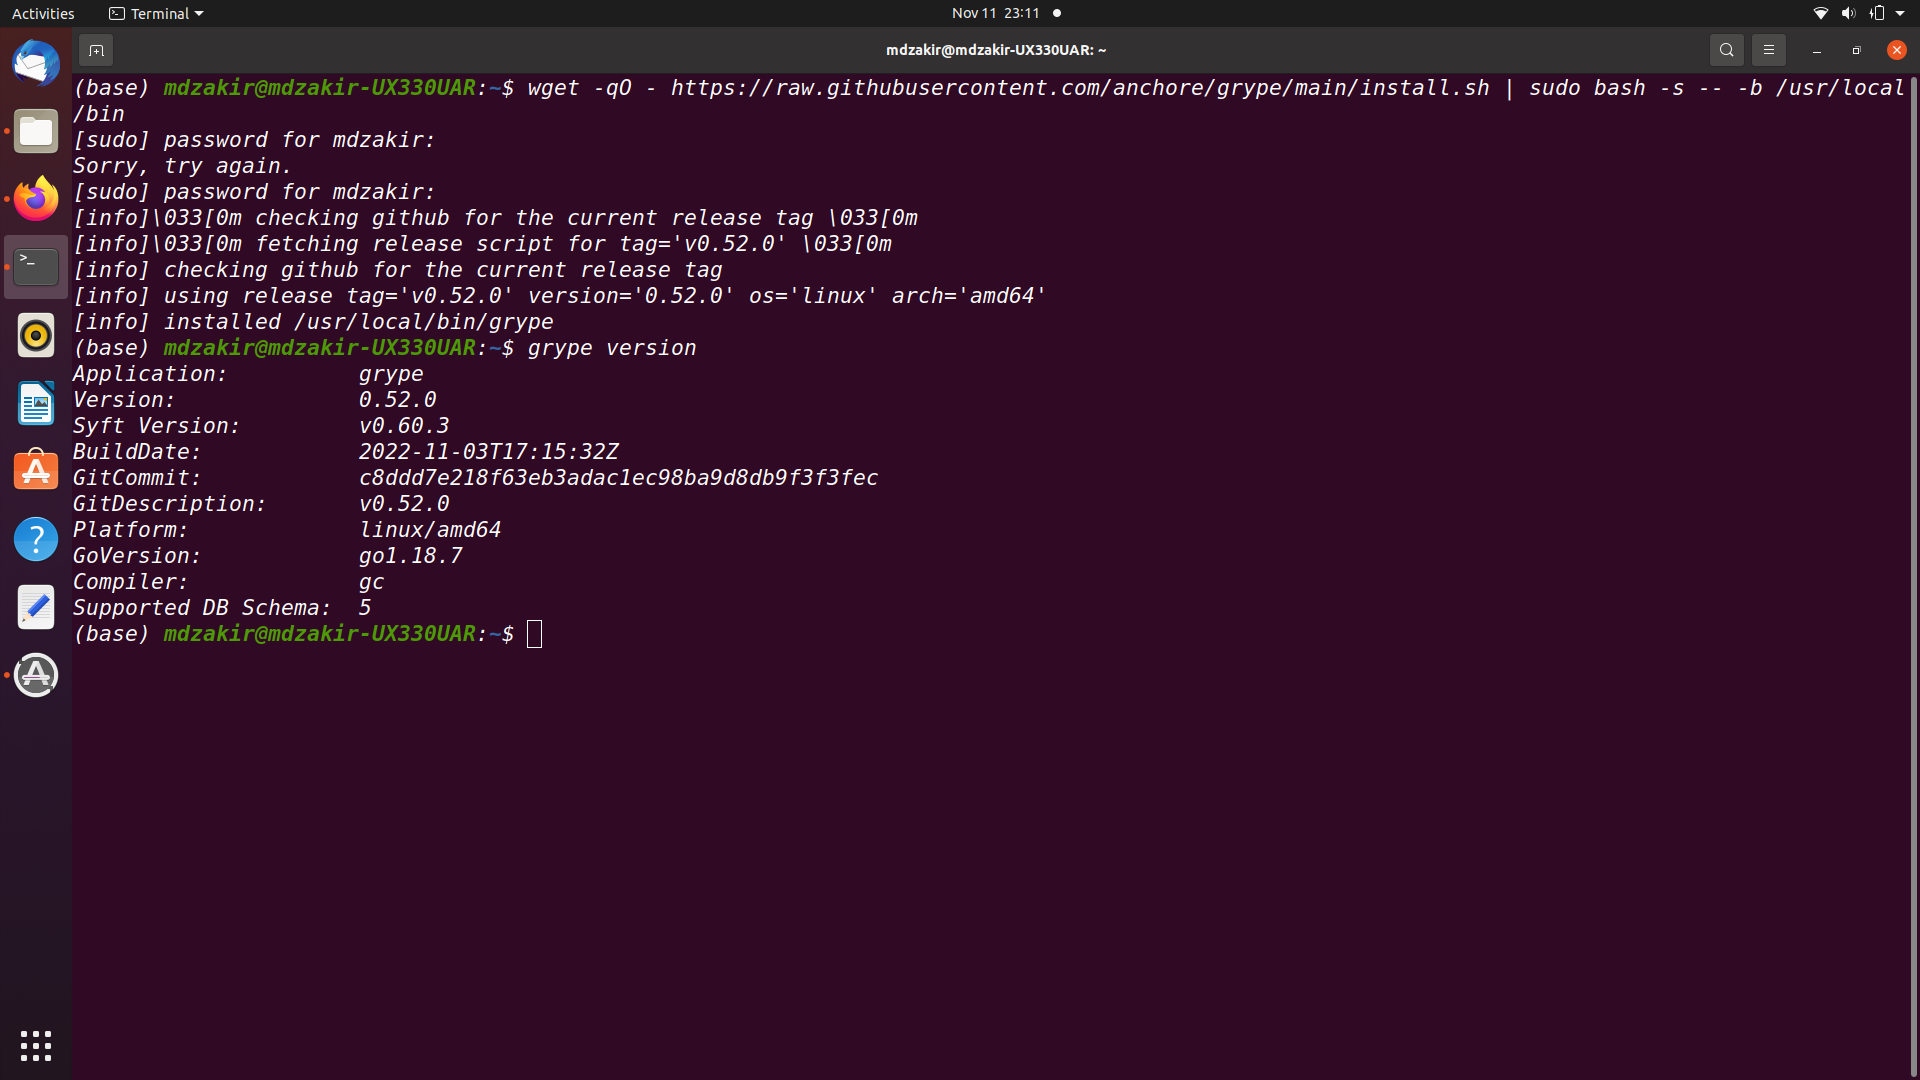 Activities Terminal Nov 11 23:11
mdzakir@mdzakir-UX330UAR: ~
(base) mdzakir@mdzakir-UX330UAR:~$ wget -qO - https://raw.githubusercontent.com/anchore/grype/main/install.sh | sudo bash -s -- -b /usr/local
/bin
[sudo] password for mdzakir:
Sorry, try again.
[sudo] password for mdzakir:
[info]\033[0m checking github for the current release tag \033[0m
[info]\033[0m fetching release script for tag='v0.52.0' \033[0m
[info] checking github for the current release tag
[info] using release tag='v0.52.0' version='0.52.0' os='linux' arch='amd64'
[info] installed /usr/local/bin/grype
(base) mdzakir@mdzakir-UX330UAR:~$ grype version
Application:          grype
Version:              0.52.0
Syft Version:         v0.60.3
BuildDate:            2022-11-03T17:15:32Z
GitCommit:            c8ddd7e218f63eb3adac1ec98ba9d8db9f3f3fec
GitDescription:       v0.52.0
Platform:             linux/amd64
GoVersion:            go1.18.7
Compiler:             gc
Supported DB Schema:  5
(base) mdzakir@mdzakir-UX330UAR:~$